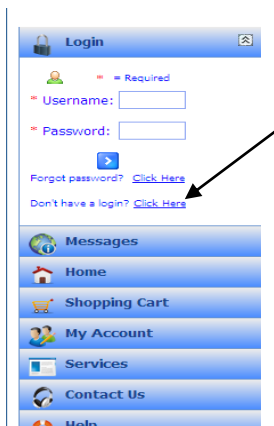 Login
* = Required
* Username:
* Password:
Forgot password? Click Here
Don't have a login? Click Here
Messages
Home
Shopping Cart
My Account
Services
Contact Us
Help